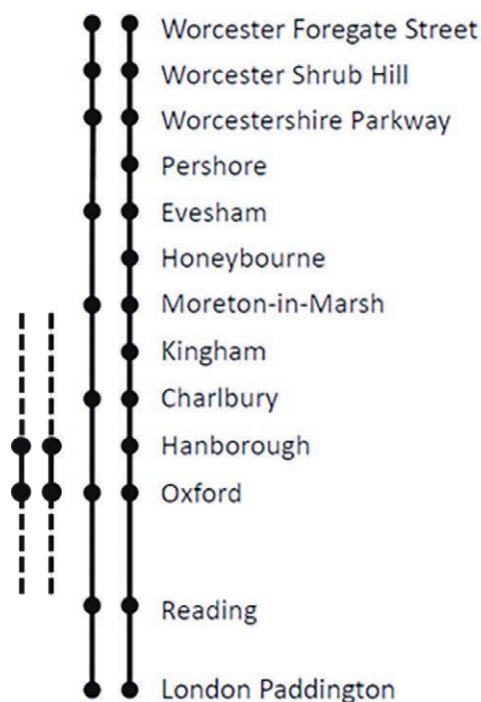 Worcester Foregate Street
Worcester Shrub Hill
Worcestershire Parkway
Pershore
Evesham
Honeybourne
Moreton-in-Marsh
Kingham
Charlbury
Hanborough
Oxford
Reading
London Paddington